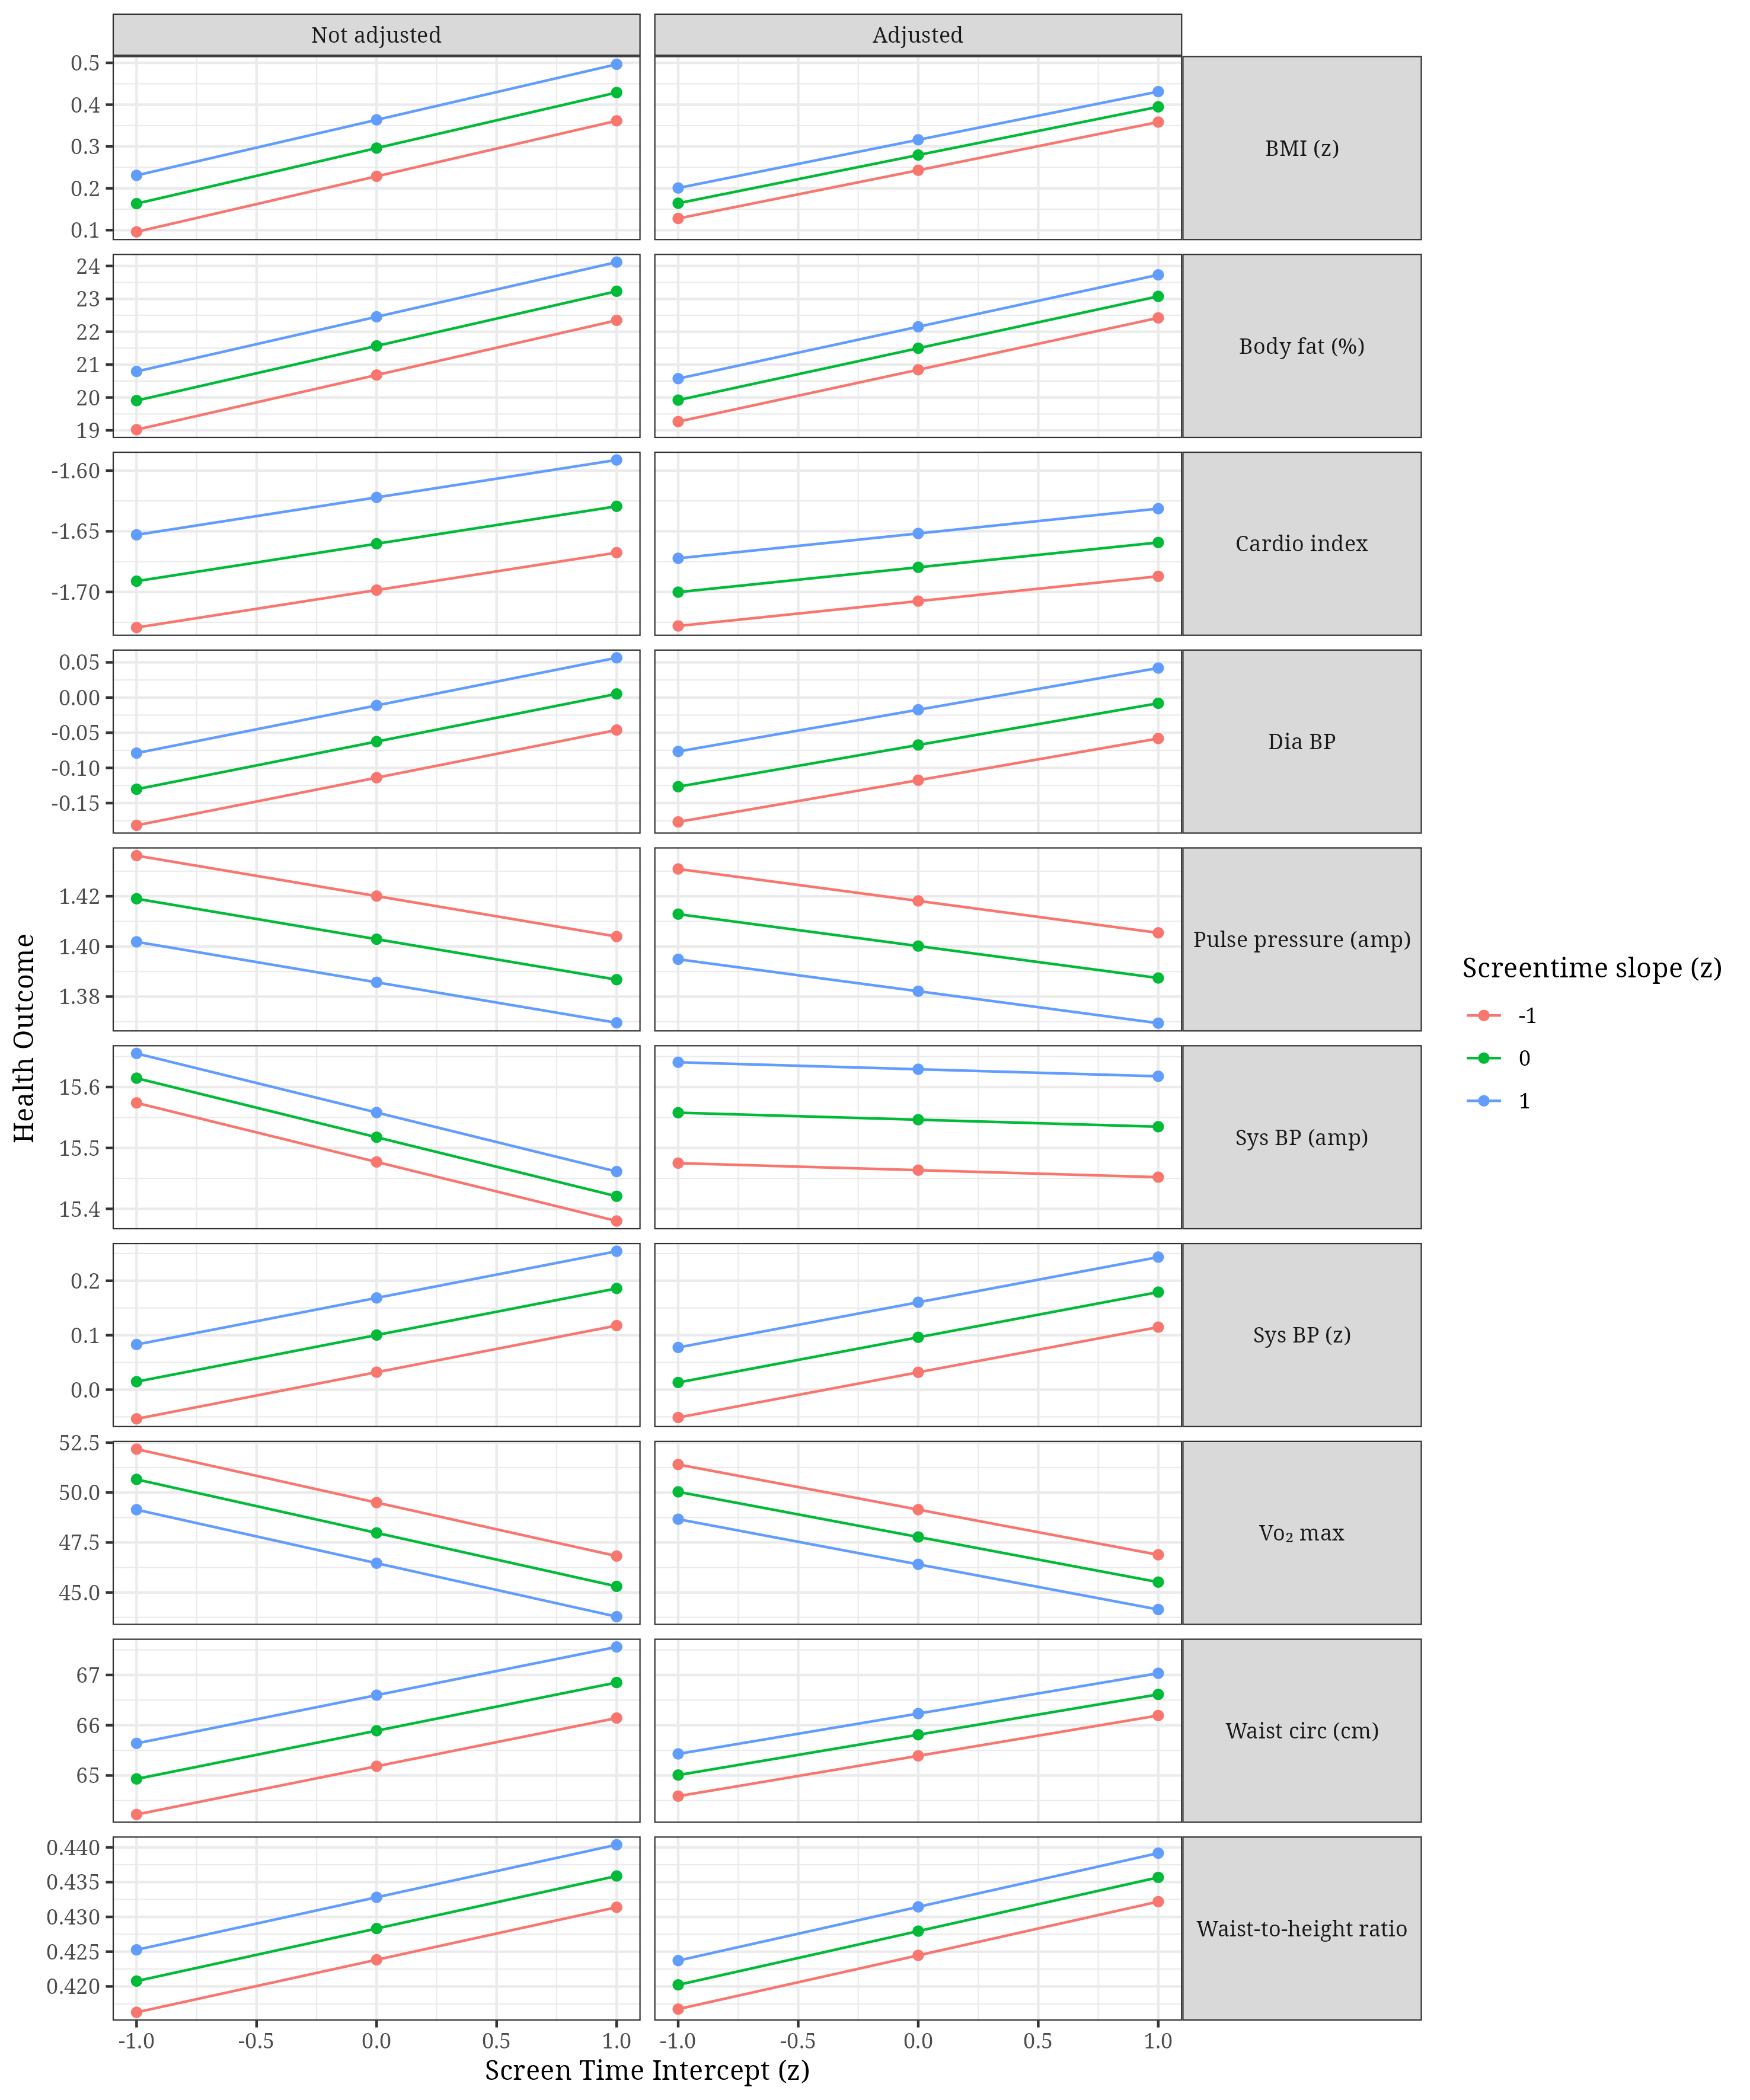 Not adjusted
Adjusted
0.5
0.4
0.3
0.2
0.1
BMI (z)
24
23
22
21
20
19
Body fat (%)
-1.60
-1.65
-1.70
Cardio index
0.05
0.00
-0.05
-0.10
-0.15
Dia BP
1.42
1.40
1.38
Pulse pressure (amp)
15.6
15.5
15.4
Sys BP (amp)
0.2
0.1
0.0
Sys BP (z)
52.5
50.0
47.5
45.0
Vo₂ max
67
66
65
Waist circ (cm)
0.440
0.435
0.430
0.425
0.420
Waist-to-height ratio
-1.0 -0.5 0.0 0.5 1.0
-1.0 -0.5 0.0 0.5 1.0
Screen Time Intercept (z)
Health Outcome
Screentime slope (z)
-1
0
1